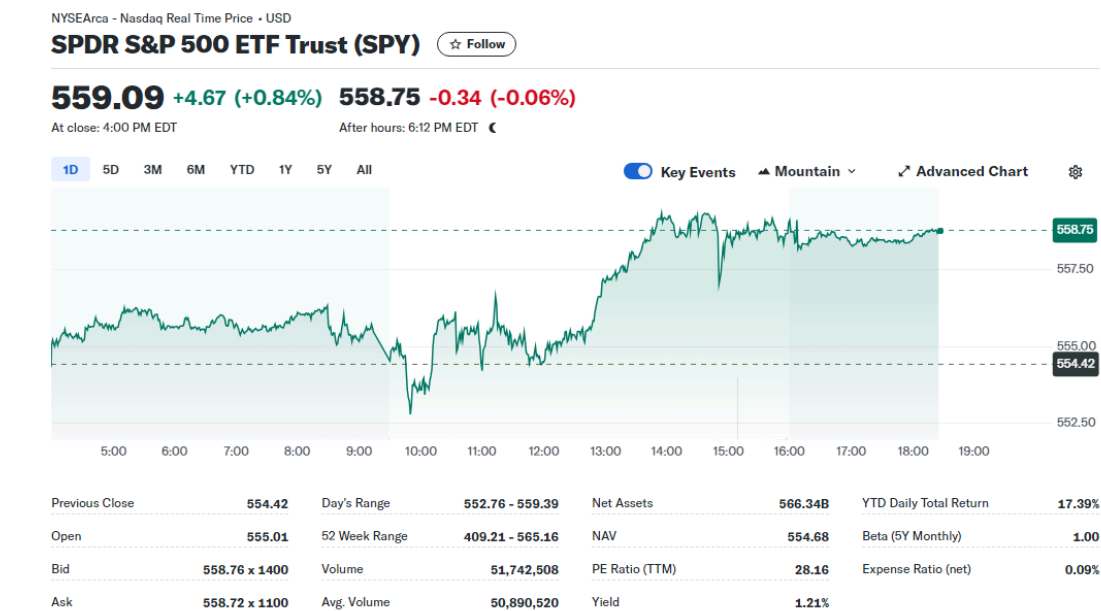 NYSEArca - Nasdaq Real Time Price • USD
SPDR S&P 500 ETF Trust (SPY) Follow
559.09 +4.67 (+0.84%) 558.75 -0.34 (-0.06%)
At close: 4:00 PM EDT After hours: 6:12 PM EDT
1D 5D 3M 6M YTD 1Y 5Y All Key Events Mountain Advanced Chart
558.75
557.50
555.00
554.42
552.50
5:00 6:00 7:00 8:00 9:00 10:00 11:00 12:00 13:00 14:00 15:00 16:00 17:00 18:00 19:00
Previous Close 554.42 Day's Range 552.76 - 559.39 Net Assets 566.34B YTD Daily Total Return 17.39%
Open 555.01 52 Week Range 409.21 - 565.16 NAV 554.68 Beta (5Y Monthly) 1.00
Bid 558.76 x 1400 Volume 51,742,508 PE Ratio (TTM) 28.16 Expense Ratio (net) 0.09%
Ask 558.72 x 1100 Avg. Volume 50,890,520 Yield 1.21%